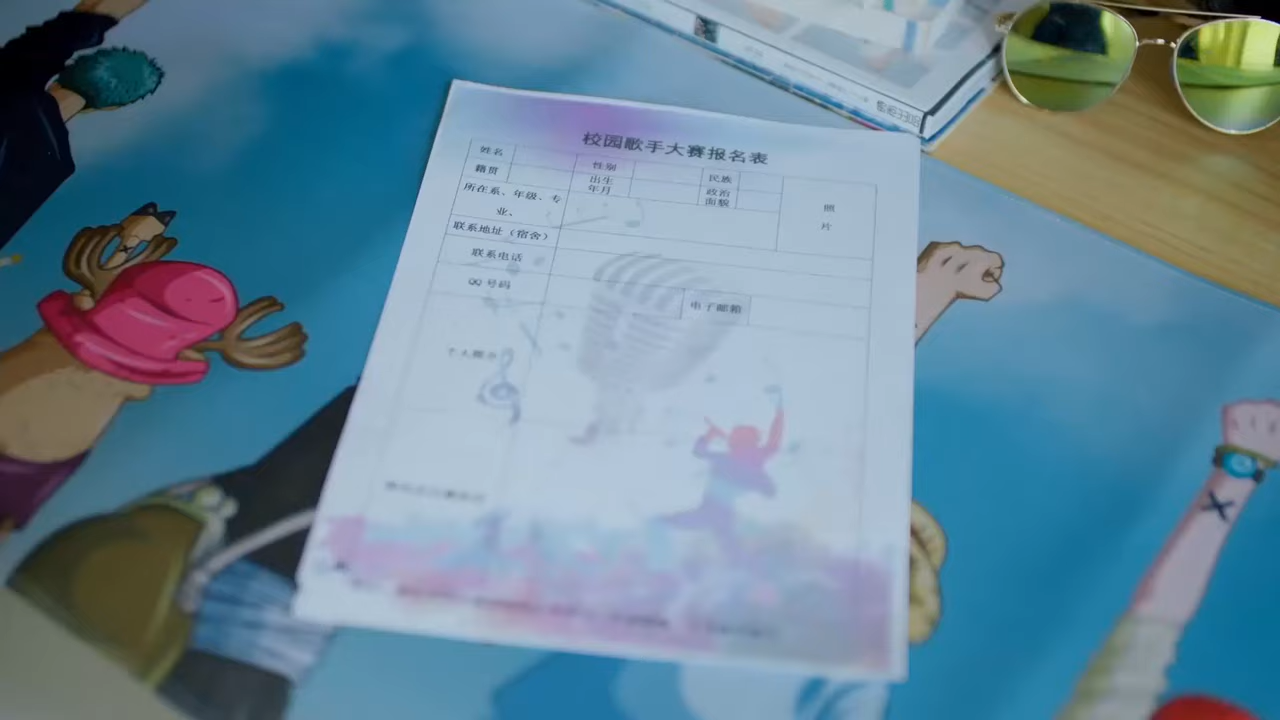 校园歌手大赛报名表
姓名 性别 民族 照片
籍贯 出生年月 政治面貌
所在系、年级、专业、
联系地址（宿舍）
联系电话
QQ号码 电子邮箱
个人简介